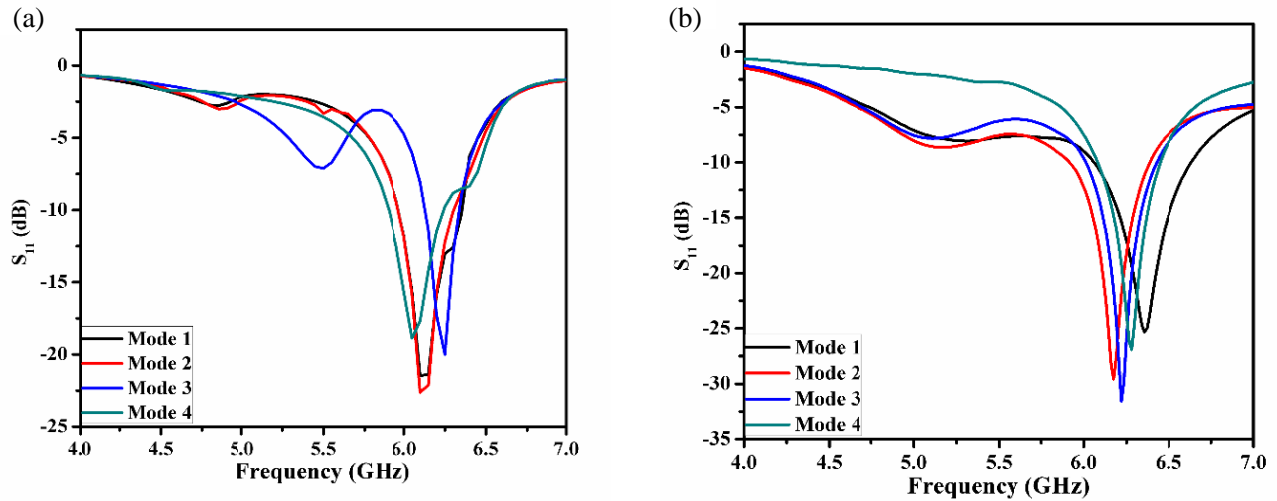 (a)
0
-5
-10
-15
-20
-25
S11 (dB)
Mode 1
Mode 2
Mode 3
Mode 4
4.0 4.5 5.0 5.5 6.0 6.5 7.0
Frequency (GHz)
(b)
0
-5
-10
-15
-20
-25
-30
-35
S11 (dB)
Mode 1
Mode 2
Mode 3
Mode 4
4.0 4.5 5.0 5.5 6.0 6.5 7.0
Frequency (GHz)